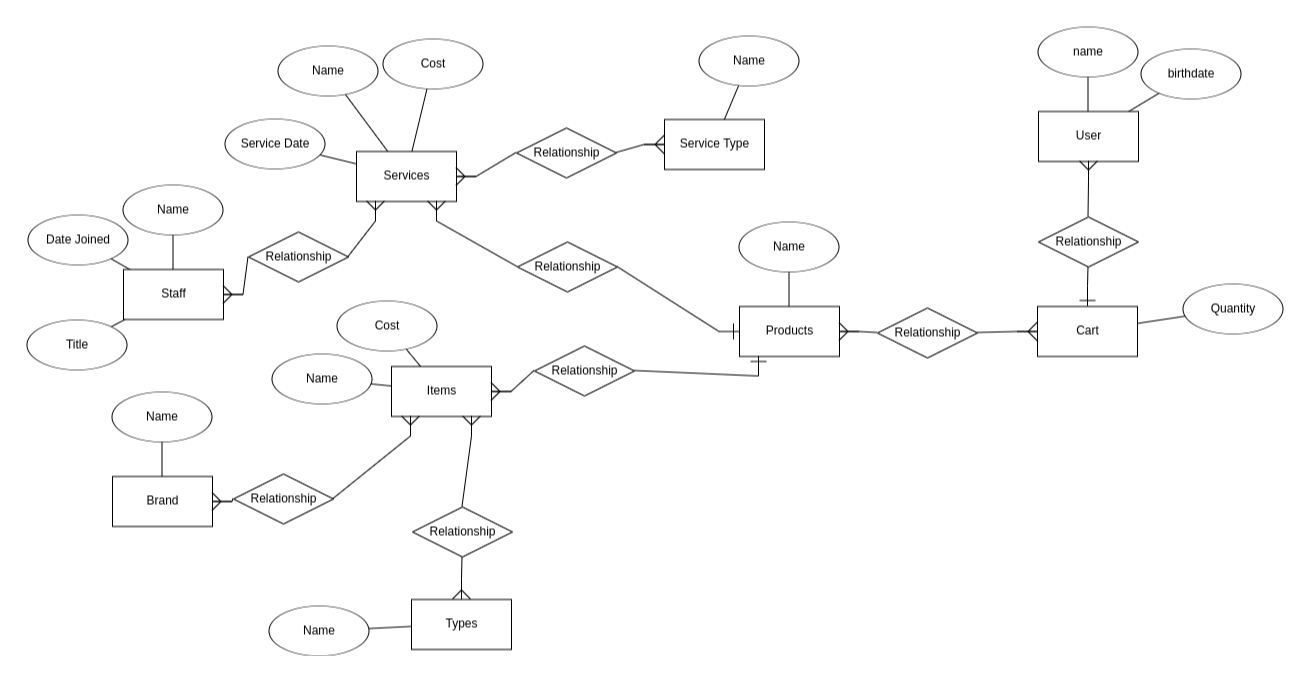 name
Name
Cost
Name
birthdate
User
Service Date
Relationship
Service Type
Services
Name
Date Joined
Relationship
Relationship
Name
Relationship
Staff
Cost
Products
Relationship
Cart
Quantity
Title
Name
Items
Relationship
Name
Brand
Relationship
Relationship
Types
Name